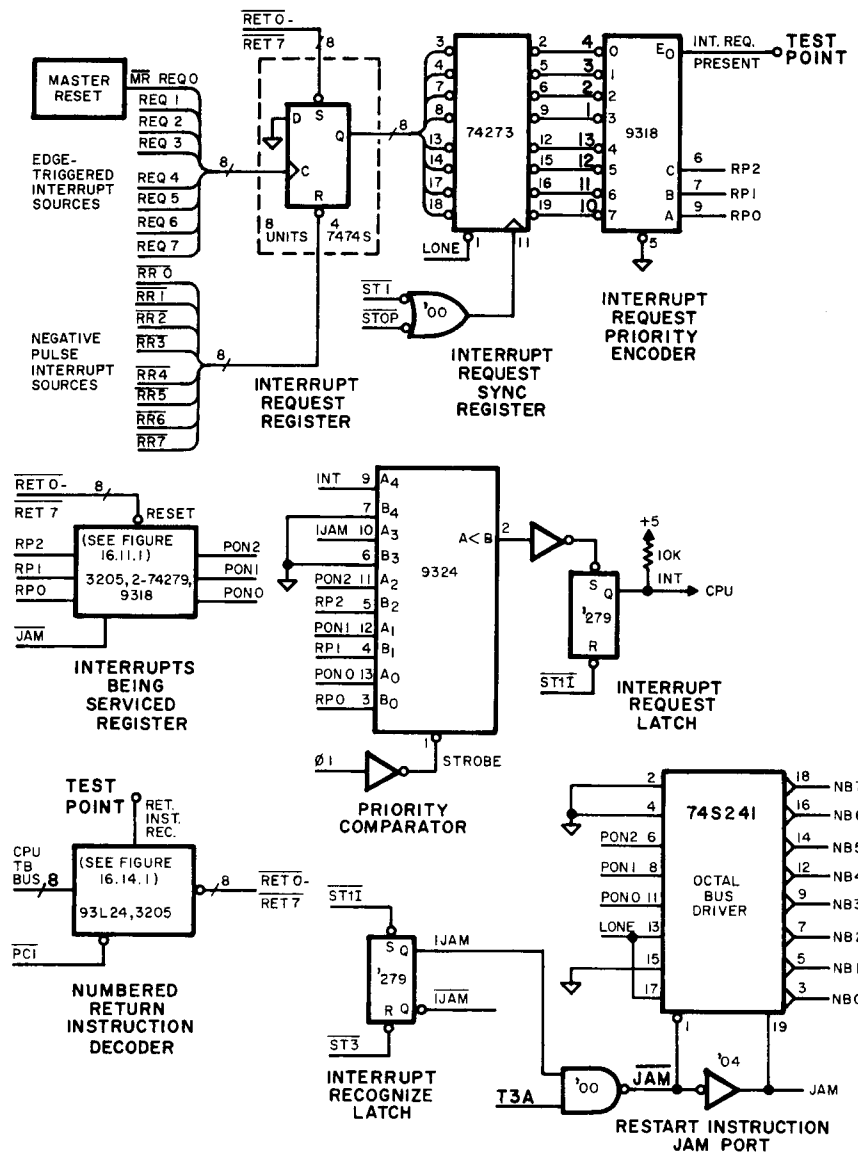 RET 0-
RET 7
8
MASTER
RESET
MR REQ 0
REQ 1
REQ 2
REQ 3
REQ 4
REQ 5
REQ 6
REQ 7
EDGE-
TRIGGERED
INTERRUPT
SOURCES
8
D
S
Q
C
R
8
UNITS
4
7474S
8
RR 0
RR1
RR2
RR3
RR4
RR5
RR6
RR7
NEGATIVE
PULSE
INTERRUPT
SOURCES
8
INTERRUPT
REQUEST
REGISTER
3
4
7
8
13
14
17
18
74273
2
5
6
9
12
15
16
19
LONE
1
11
ST1
STOP
'00
INTERRUPT
REQUEST
SYNC
REGISTER
4
3
2
1
13
12
11
10
0
1
2
3
4
5
6
7
9318
E0
C
B
A
6
7
9
RP2
RP1
RP0
5
INT. REQ.
PRESENT
TEST
POINT
INTERRUPT
REQUEST
PRIORITY
ENCODER
RET 0-
RET 7
8
RESET
(SEE FIGURE
16.11.1)
3205, 2-74279,
9318
RP2
RP1
RP0
PON2
PON1
PON0
JAM
INTERRUPTS
BEING
SERVICED
REGISTER
INT 9 A4
7 B4
IJAM 10 A3
6 B3
PON2 11 A2
RP2 5 B2
PON1 12 A1
RP1 4 B1
PON0 13 A0
RP0 3 B0
9324
A<B
2
1
STROBE
Ø1
PRIORITY
COMPARATOR
S
Q
'279
R
ST1I
+5
10K
INT
CPU
INTERRUPT
REQUEST
LATCH
TEST
POINT
RET.
INST.
REC.
CPU
TB
BUS
8
(SEE FIGURE
16.14.1)
93L24, 3205
8
RET 0-
RET 7
PCI
NUMBERED
RETURN
INSTRUCTION
DECODER
ST1I
S
Q
'279
R
Q
IJAM
IJAM
ST3
INTERRUPT
RECOGNIZE
LATCH
T3A
'00
JAM
'04
JAM
2
4
PON2 6
PON1 8
PON0 11
LONE 13
15
17
74S241
OCTAL
BUS
DRIVER
18 NB7
16 NB6
14 NB5
12 NB4
9 NB3
7 NB2
5 NB1
3 NB0
1
19
RESTART INSTRUCTION
JAM PORT